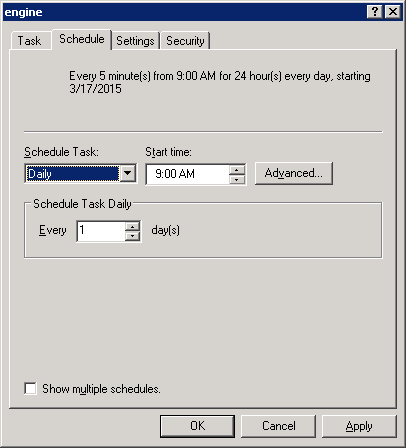 engine
Task Schedule Settings Security
Every 5 minute(s) from 9:00 AM for 24 hour(s) every day, starting
3/17/2015
Schedule Task: Start time:
Daily 9:00 AM Advanced...
Schedule Task Daily
Every 1 day(s)
Show multiple schedules.
OK Cancel Apply